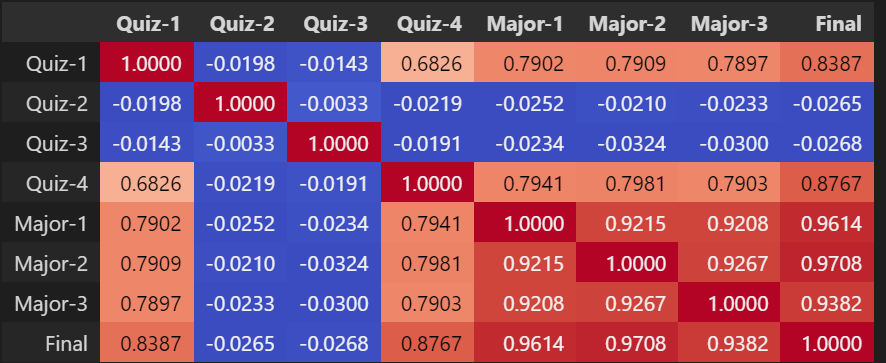 Quiz-1 Quiz-2 Quiz-3 Quiz-4 Major-1 Major-2 Major-3 Final
Quiz-1 1.0000 -0.0198 -0.0143 0.6826 0.7902 0.7909 0.7897 0.8387
Quiz-2 -0.0198 1.0000 -0.0033 -0.0219 -0.0252 -0.0210 -0.0233 -0.0265
Quiz-3 -0.0143 -0.0033 1.0000 -0.0191 -0.0234 -0.0324 -0.0300 -0.0268
Quiz-4 0.6826 -0.0219 -0.0191 1.0000 0.7941 0.7981 0.7903 0.8767
Major-1 0.7902 -0.0252 -0.0234 0.7941 1.0000 0.9215 0.9208 0.9614
Major-2 0.7909 -0.0210 -0.0324 0.7981 0.9215 1.0000 0.9267 0.9708
Major-3 0.7897 -0.0233 -0.0300 0.7903 0.9208 0.9267 1.0000 0.9382
Final 0.8387 -0.0265 -0.0268 0.8767 0.9614 0.9708 0.9382 1.0000